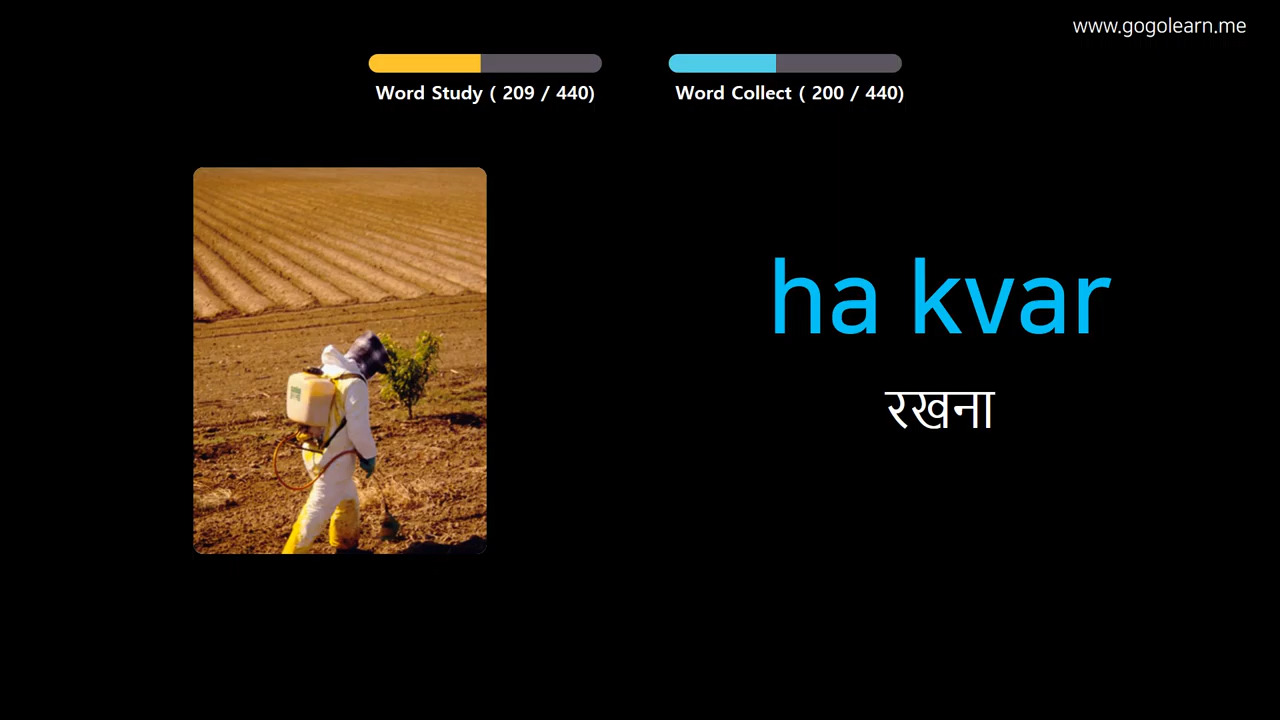 www.gogolearn.me
Word Study ( 209 / 440)
Word Collect ( 200 / 440)
ha kvar
रखना